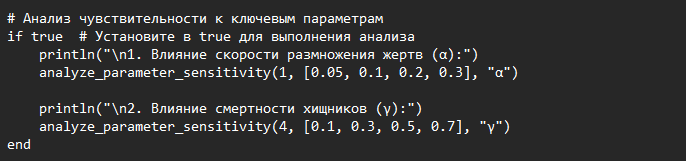 # Анализ чувствительности к ключевым параметрам
if true  # Установите в true для выполнения анализа
    println("\n1. Влияние скорости размножения жертв (α):")
    analyze_parameter_sensitivity(1, [0.05, 0.1, 0.2, 0.3], "α")

    println("\n2. Влияние смертности хищников (γ):")
    analyze_parameter_sensitivity(4, [0.1, 0.3, 0.5, 0.7], "γ")
end